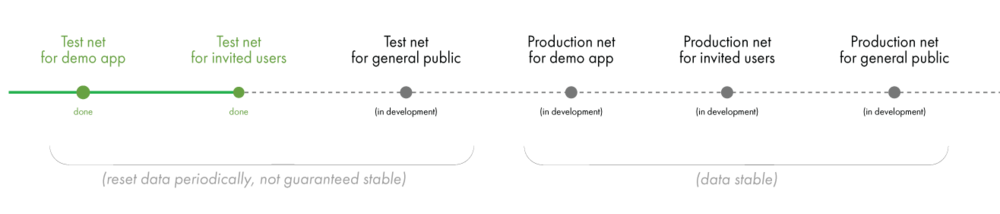 Test net
for demo app
Test net
for invited users
Test net
for general public
Production net
for demo app
Production net
for invited users
Production net
for general public
done
done
(in development)
(in development)
(in development)
(in development)
(reset data periodically, not guaranteed stable)
(data stable)